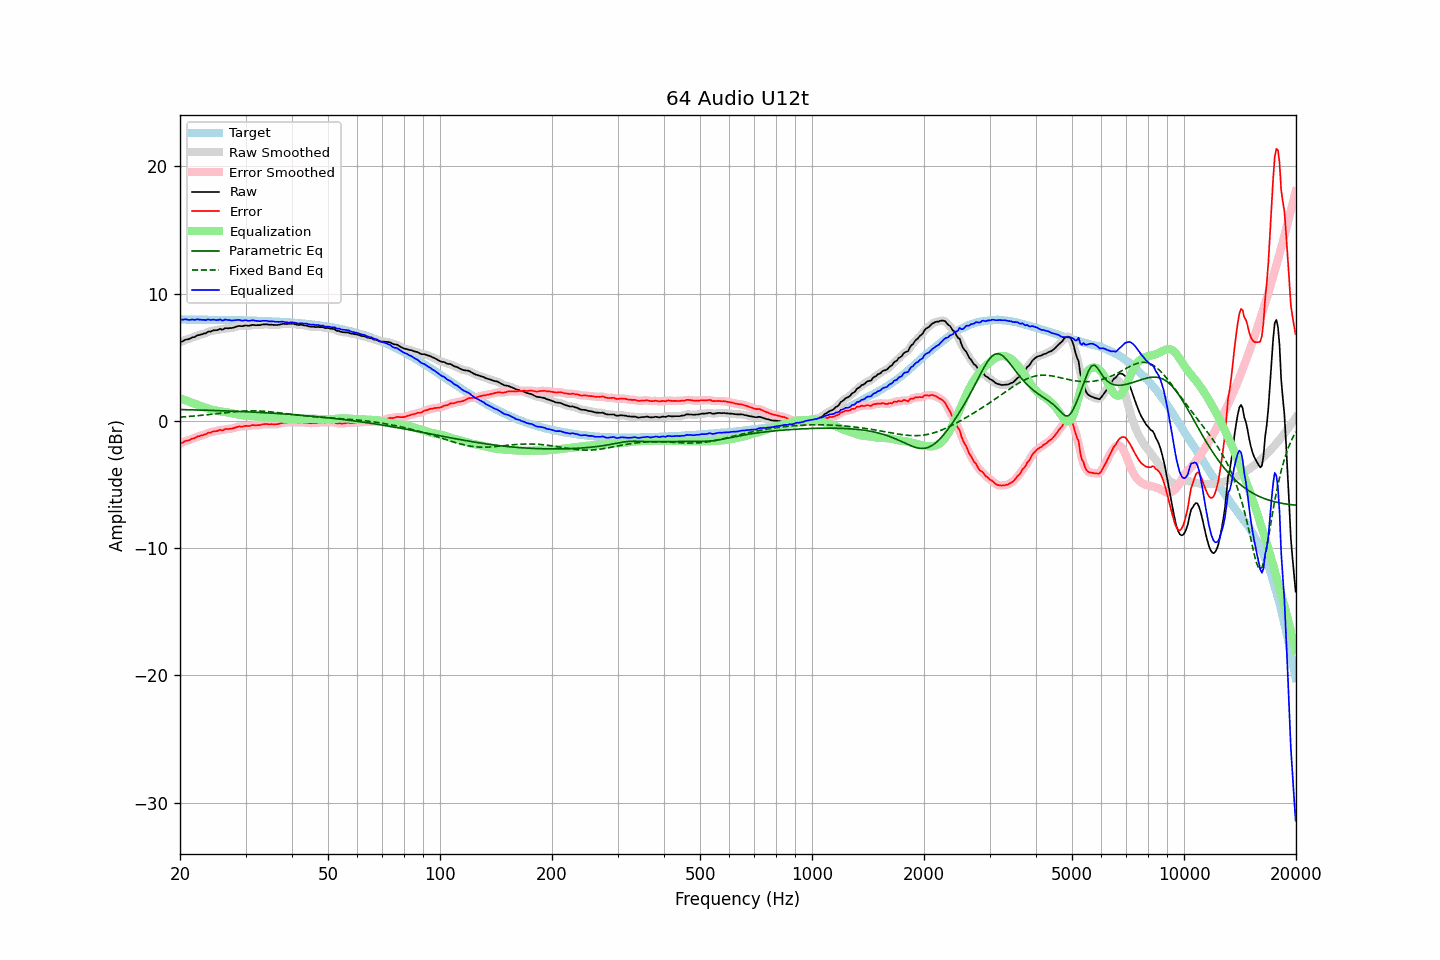 64 Audio U12t
Target
Raw Smoothed
Error Smoothed
Raw
Error
Equalization
Parametric Eq
Fixed Band Eq
Equalized
20
10
0
−10
−20
−30
Amplitude (dBr)
20 50 100 200 500 1000 2000 5000 10000 20000
Frequency (Hz)